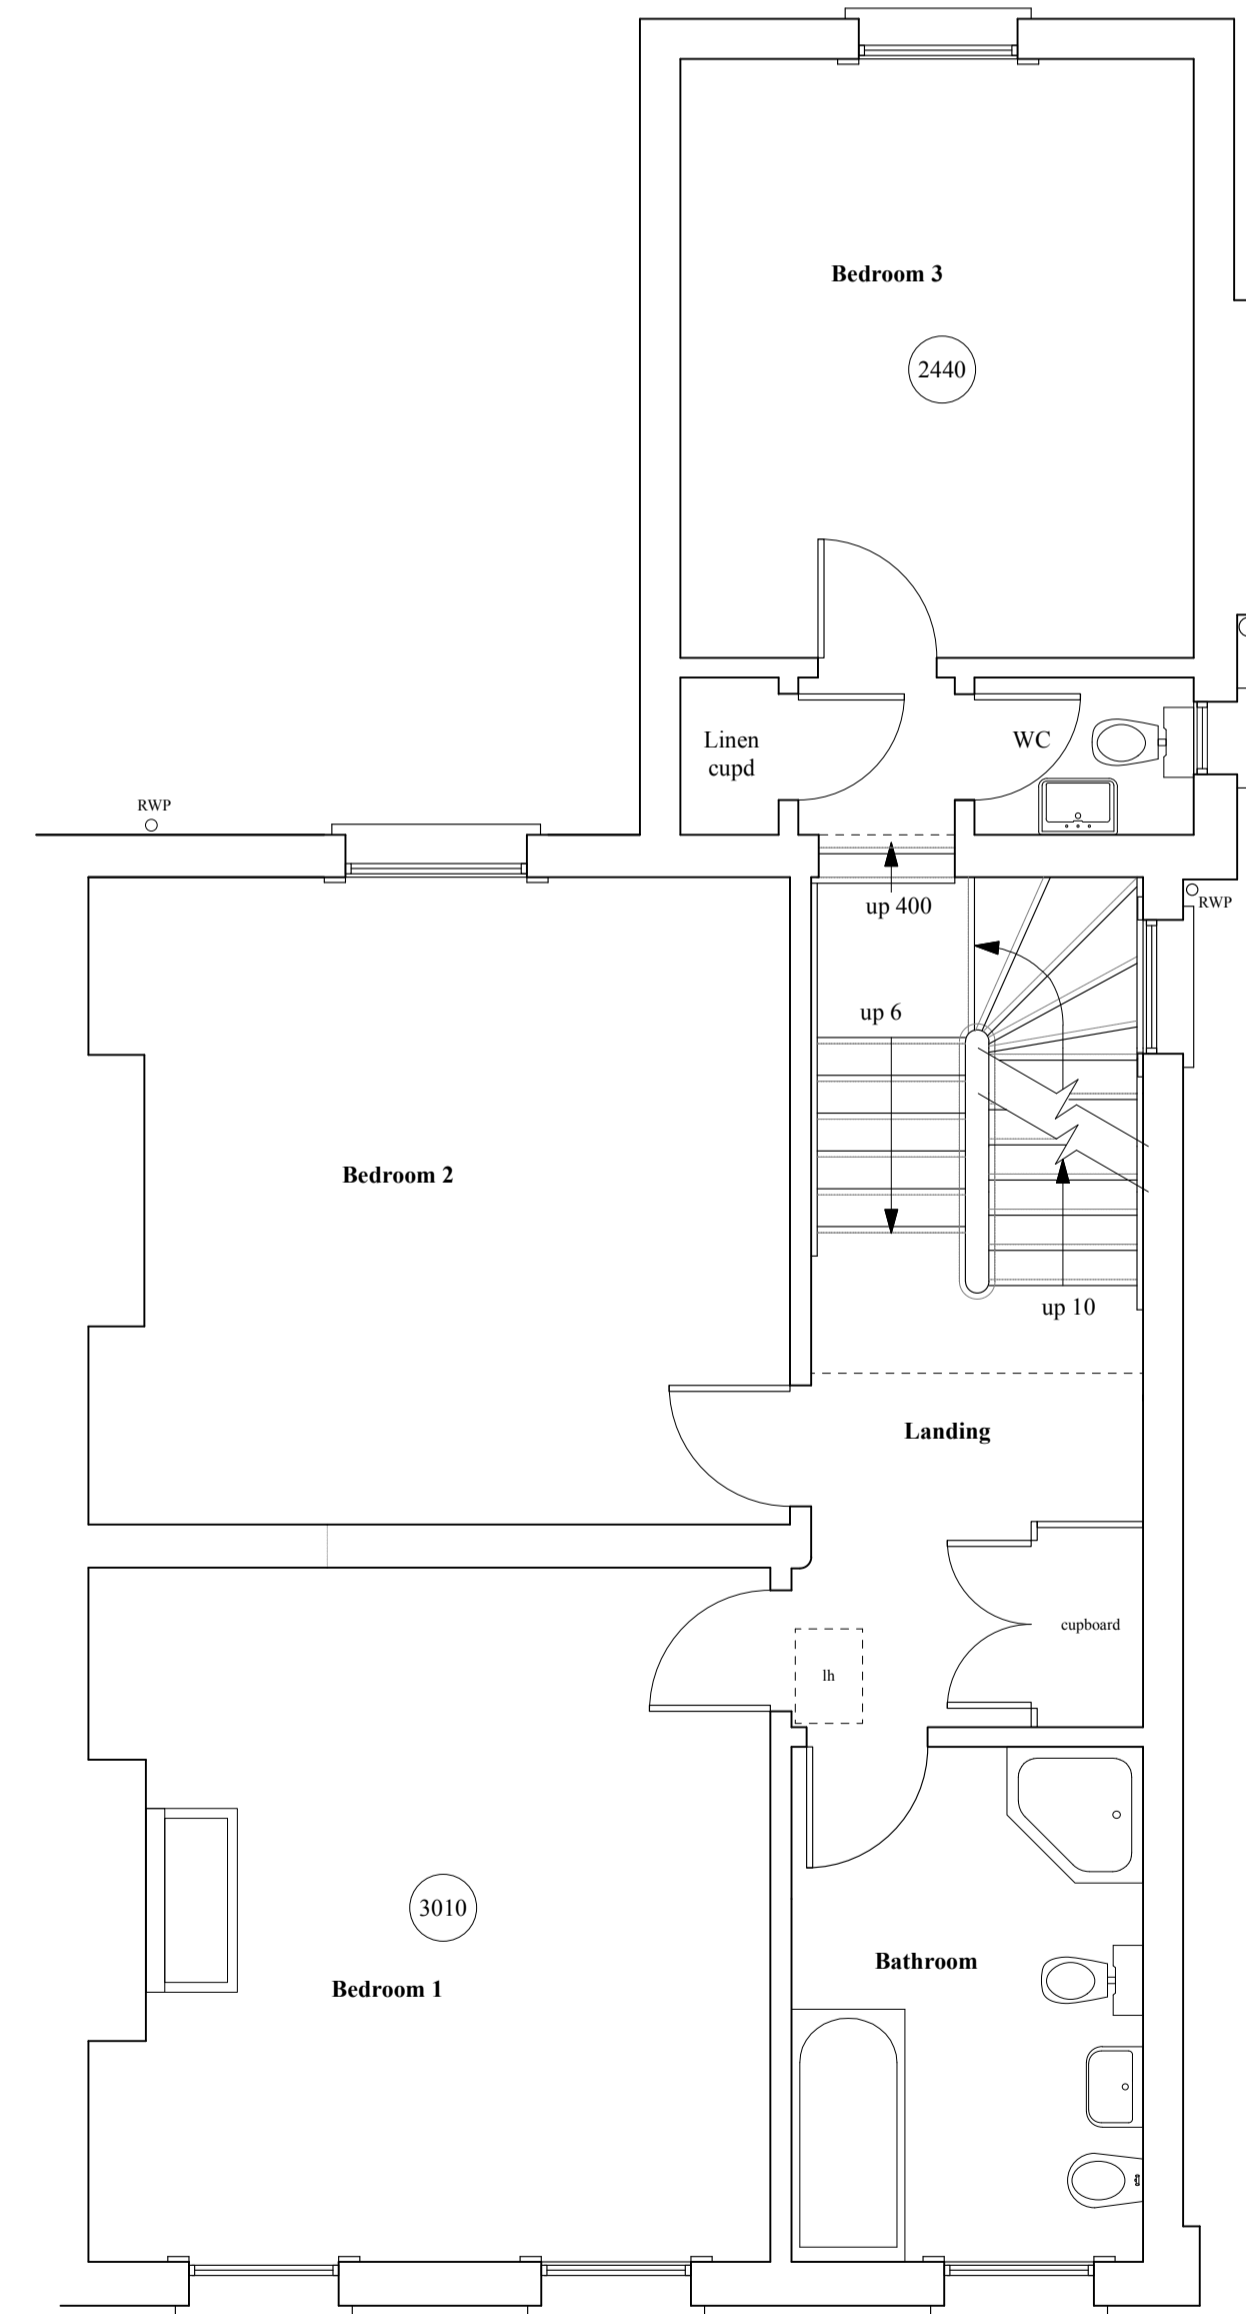 Bedroom 3
2440
Linen
cupd
WC
RWP
up 400
RWP
up 6
Bedroom 2
up 10
Landing
cupboard
lh
3010
Bathroom
Bedroom 1